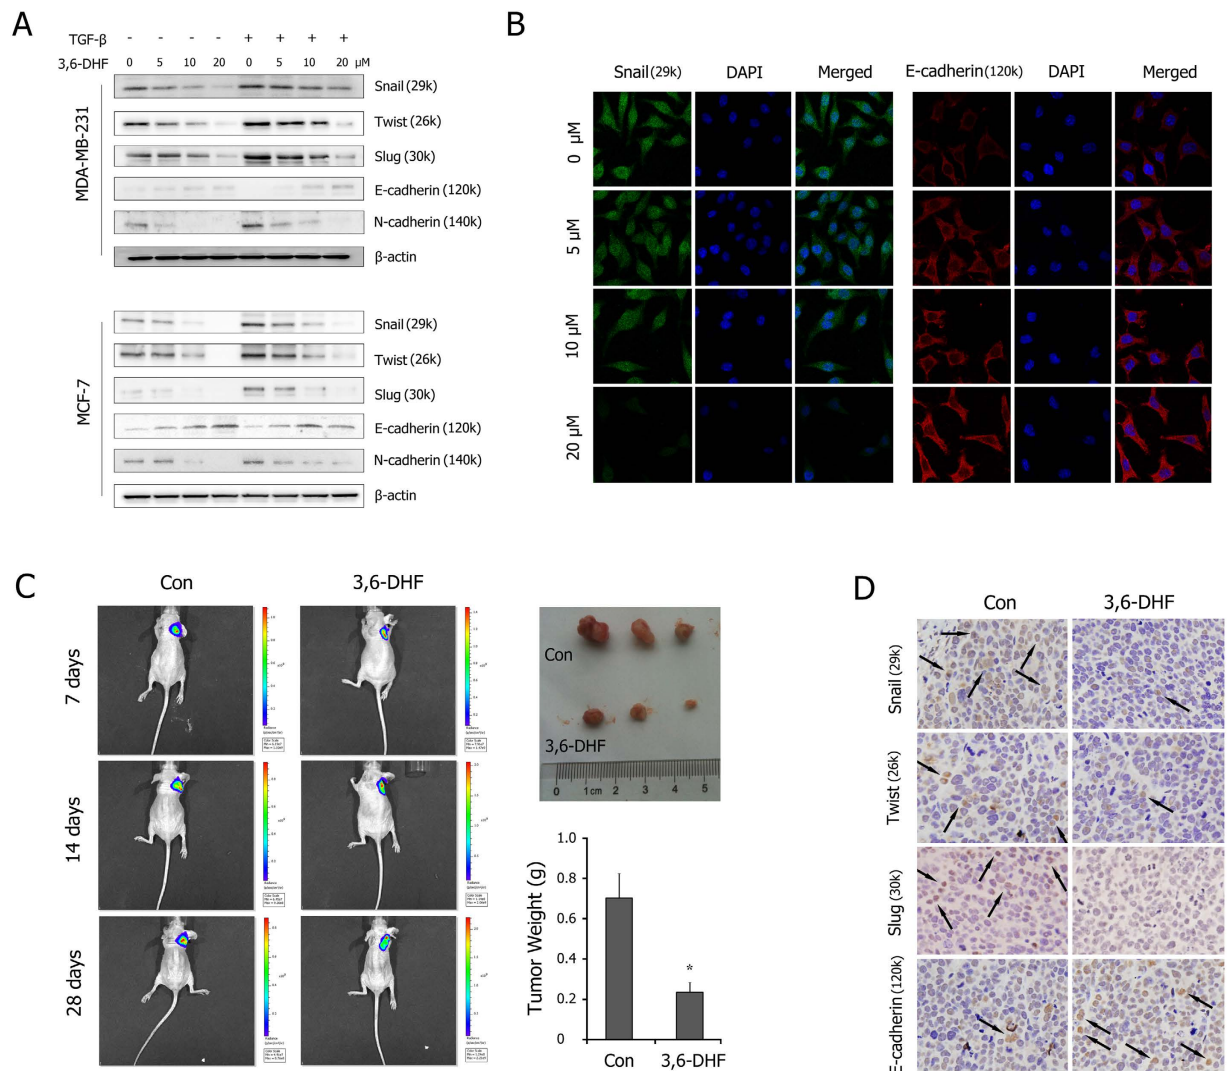 A
TGF-β - - - - + + + +
3,6-DHF 0 5 10 20 0 5 10 20 μM
MDA-MB-231
Snail (29k)
Twist (26k)
Slug (30k)
E-cadherin (120k)
N-cadherin (140k)
β-actin
MCF-7
Snail (29k)
Twist (26k)
Slug (30k)
E-cadherin (120k)
N-cadherin (140k)
β-actin
B
Snail (29k) DAPI Merged E-cadherin (120k) DAPI Merged
0 μM
5 μM
10 μM
20 μM
C
Con 3,6-DHF
7 days
14 days
28 days
Con
3,6-DHF
0 1 cm 2 3 4 5
Tumor Weight (g)
1.0
0.8
0.6
0.4
0.2
0
*
Con 3,6-DHF
D
Con 3,6-DHF
Snail (29k)
Twist (26k)
Slug (30k)
E-cadherin (120k)